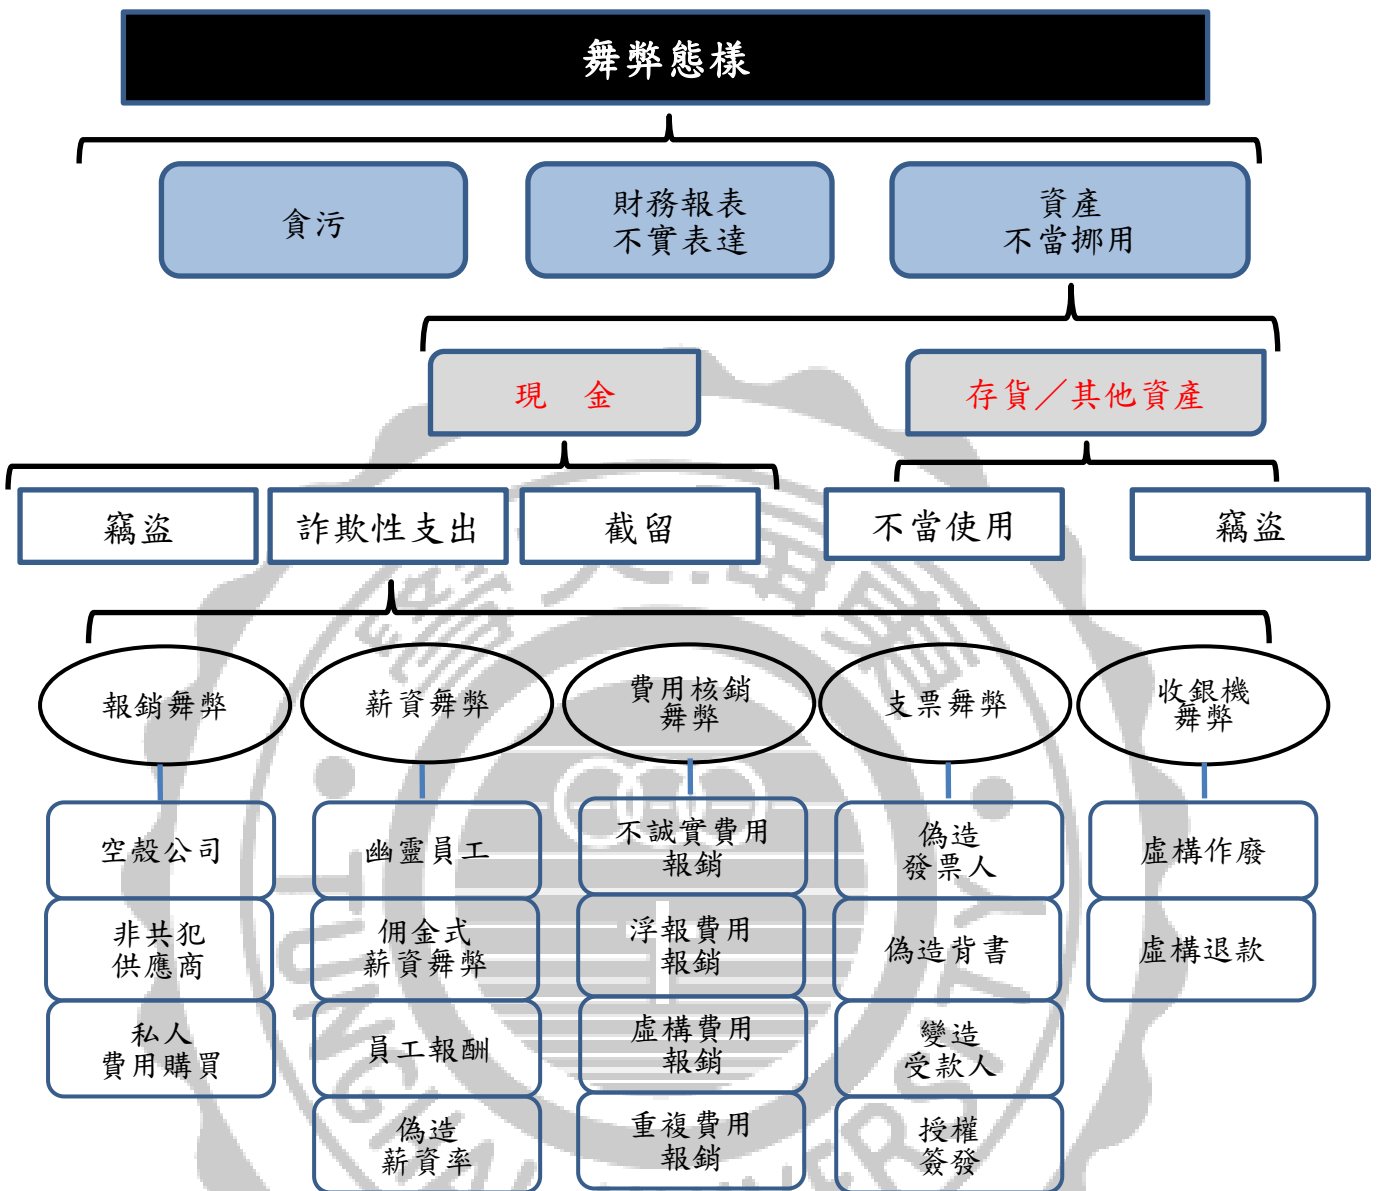 舞弊態樣
貪污
財務報表
不實表達
資產
不當挪用
現 金
存貨／其他資產
竊盜
詐欺性支出
截留
不當使用
竊盜
報銷舞弊
薪資舞弊
費用核銷
舞弊
支票舞弊
收銀機
舞弊
空殼公司
非共犯
供應商
私人
費用購買
幽靈員工
佣金式
薪資舞弊
員工報酬
偽造
薪資率
不誠實費用
報銷
浮報費用
報銷
虛構費用
報銷
重複費用
報銷
偽造
發票人
偽造背書
變造
受款人
授權
簽發
虛構作廢
虛構退款